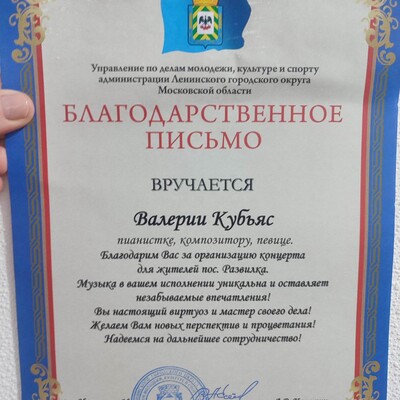 Управление по делам молодежи, культуре и спорту
администрации Ленинского городского округа
Московской области
БЛАГОДАРСТВЕННОЕ
ПИСЬМО
ВРУЧАЕТСЯ
Валерии Кубъяс
пианистке, композитору, певице.
Благодарим Вас за организацию концерта
для жителей пос. Развилка.
Музыка в вашем исполнении уникальна и оставляет
незабываемые впечатления!
Вы настоящий виртуоз и мастер своего дела!
Желаем Вам новых перспектив и процветания!
Надеемся на дальнейшее сотрудничество!